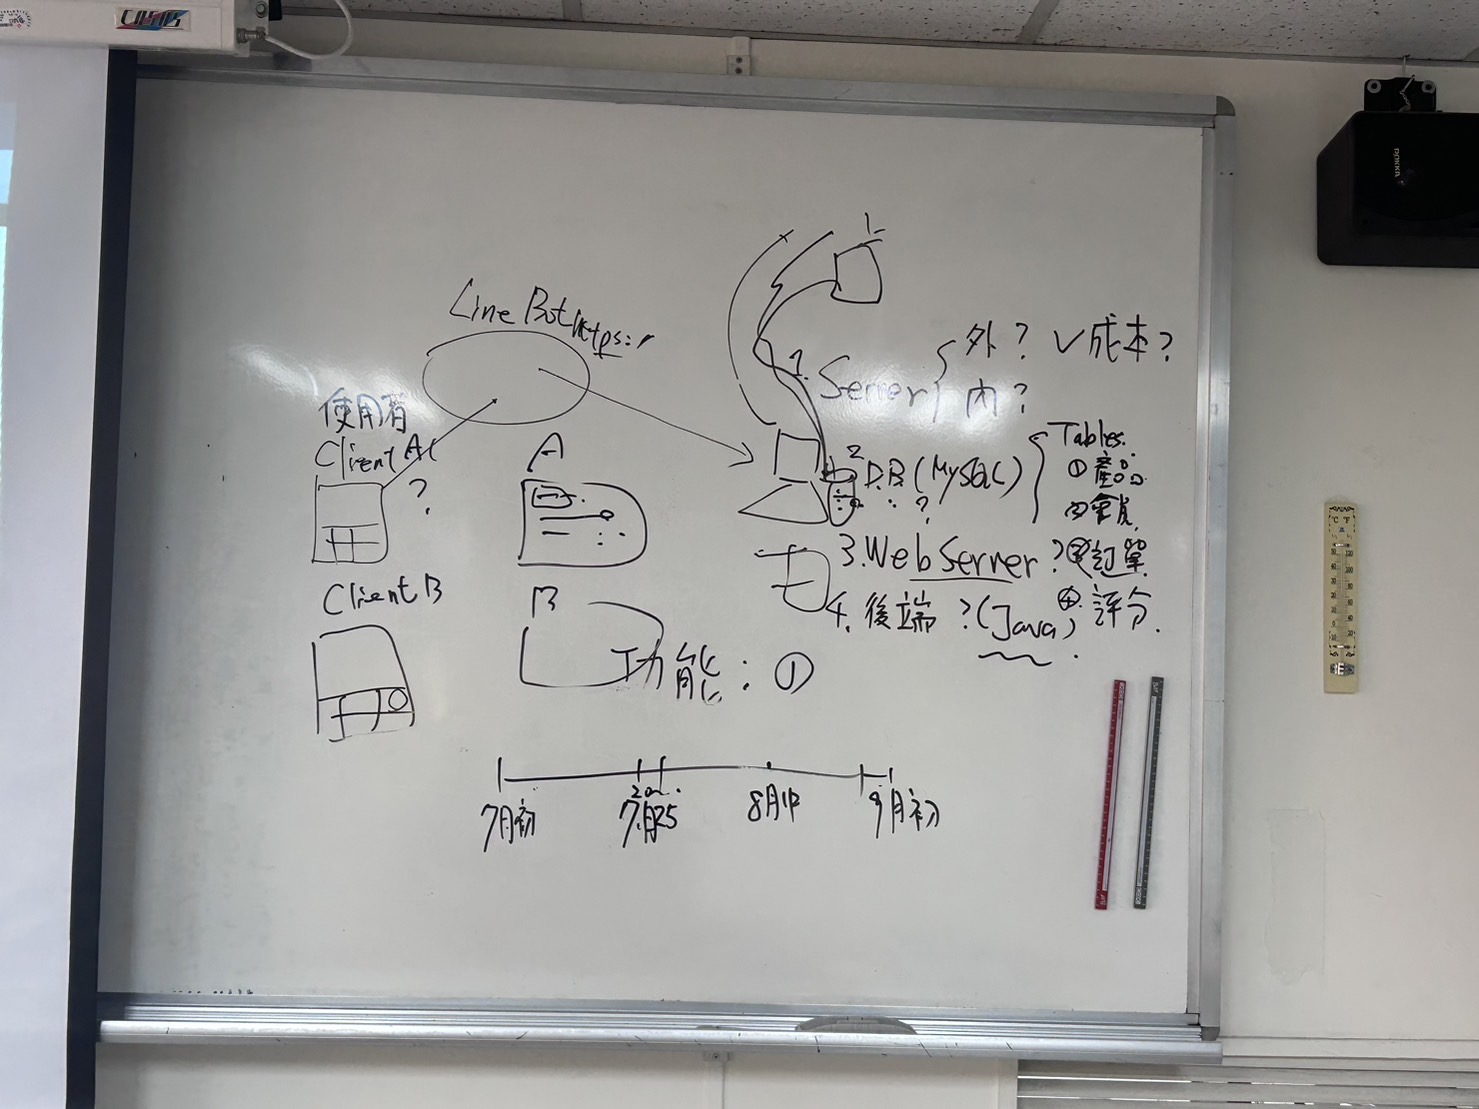 Line Bot
https:/
使用者
Client A
?
Client B
A
B
功能：①
1. Server
外？ ✓成本？
內？
2 D.B.(MySQL)
?
Tables.
①產品
②會員
③訂單
④評分.
3. Web Server ?
4. 後端 ?(Java)
7月初
7月25
8月中
9月初